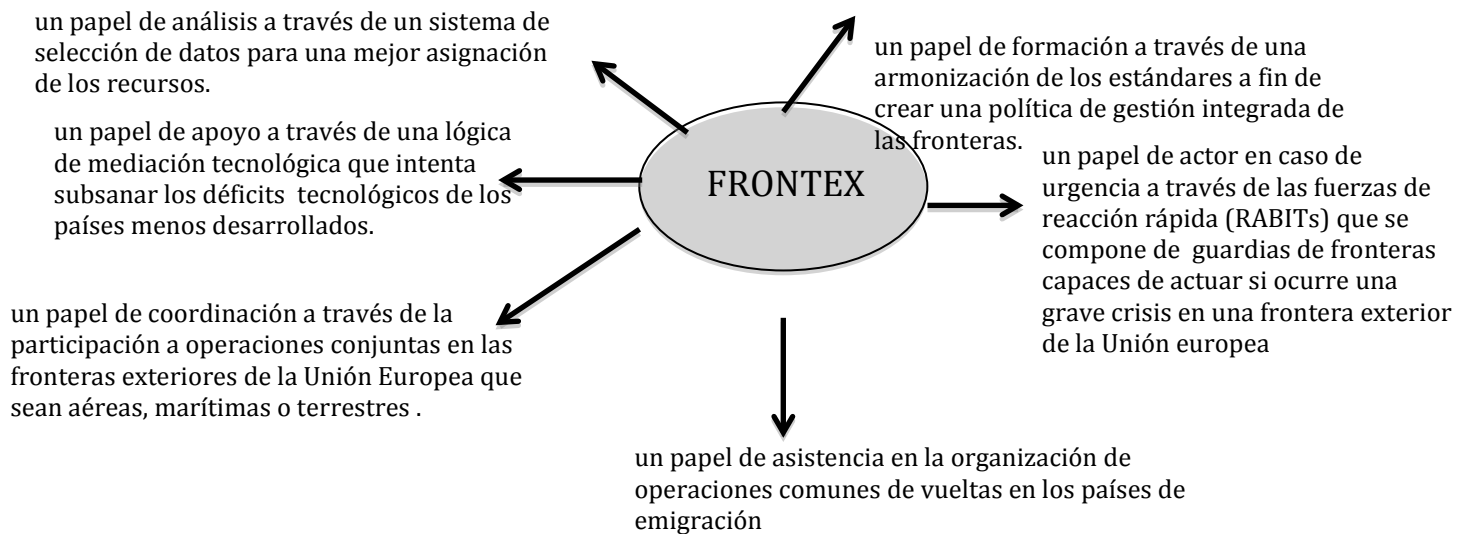 un papel de análisis a través de un sistema de
selección de datos para una mejor asignación
de los recursos.
un papel de formación a través de una
armonización de los estándares a fin de
crear una política de gestión integrada de
las fronteras.
un papel de apoyo a través de una lógica
de mediación tecnológica que intenta
subsanar los déficits tecnológicos de los
países menos desarrollados.
FRONTEX
un papel de actor en caso de
urgencia a través de las fuerzas de
reacción rápida (RABITs) que se
compone de guardias de fronteras
capaces de actuar si ocurre una
grave crisis en una frontera exterior
de la Unión europea
un papel de coordinación a través de la
participación a operaciones conjuntas en las
fronteras exteriores de la Unión Europea que
sean aéreas, marítimas o terrestres .
un papel de asistencia en la organización de
operaciones comunes de vueltas en los países de
emigración